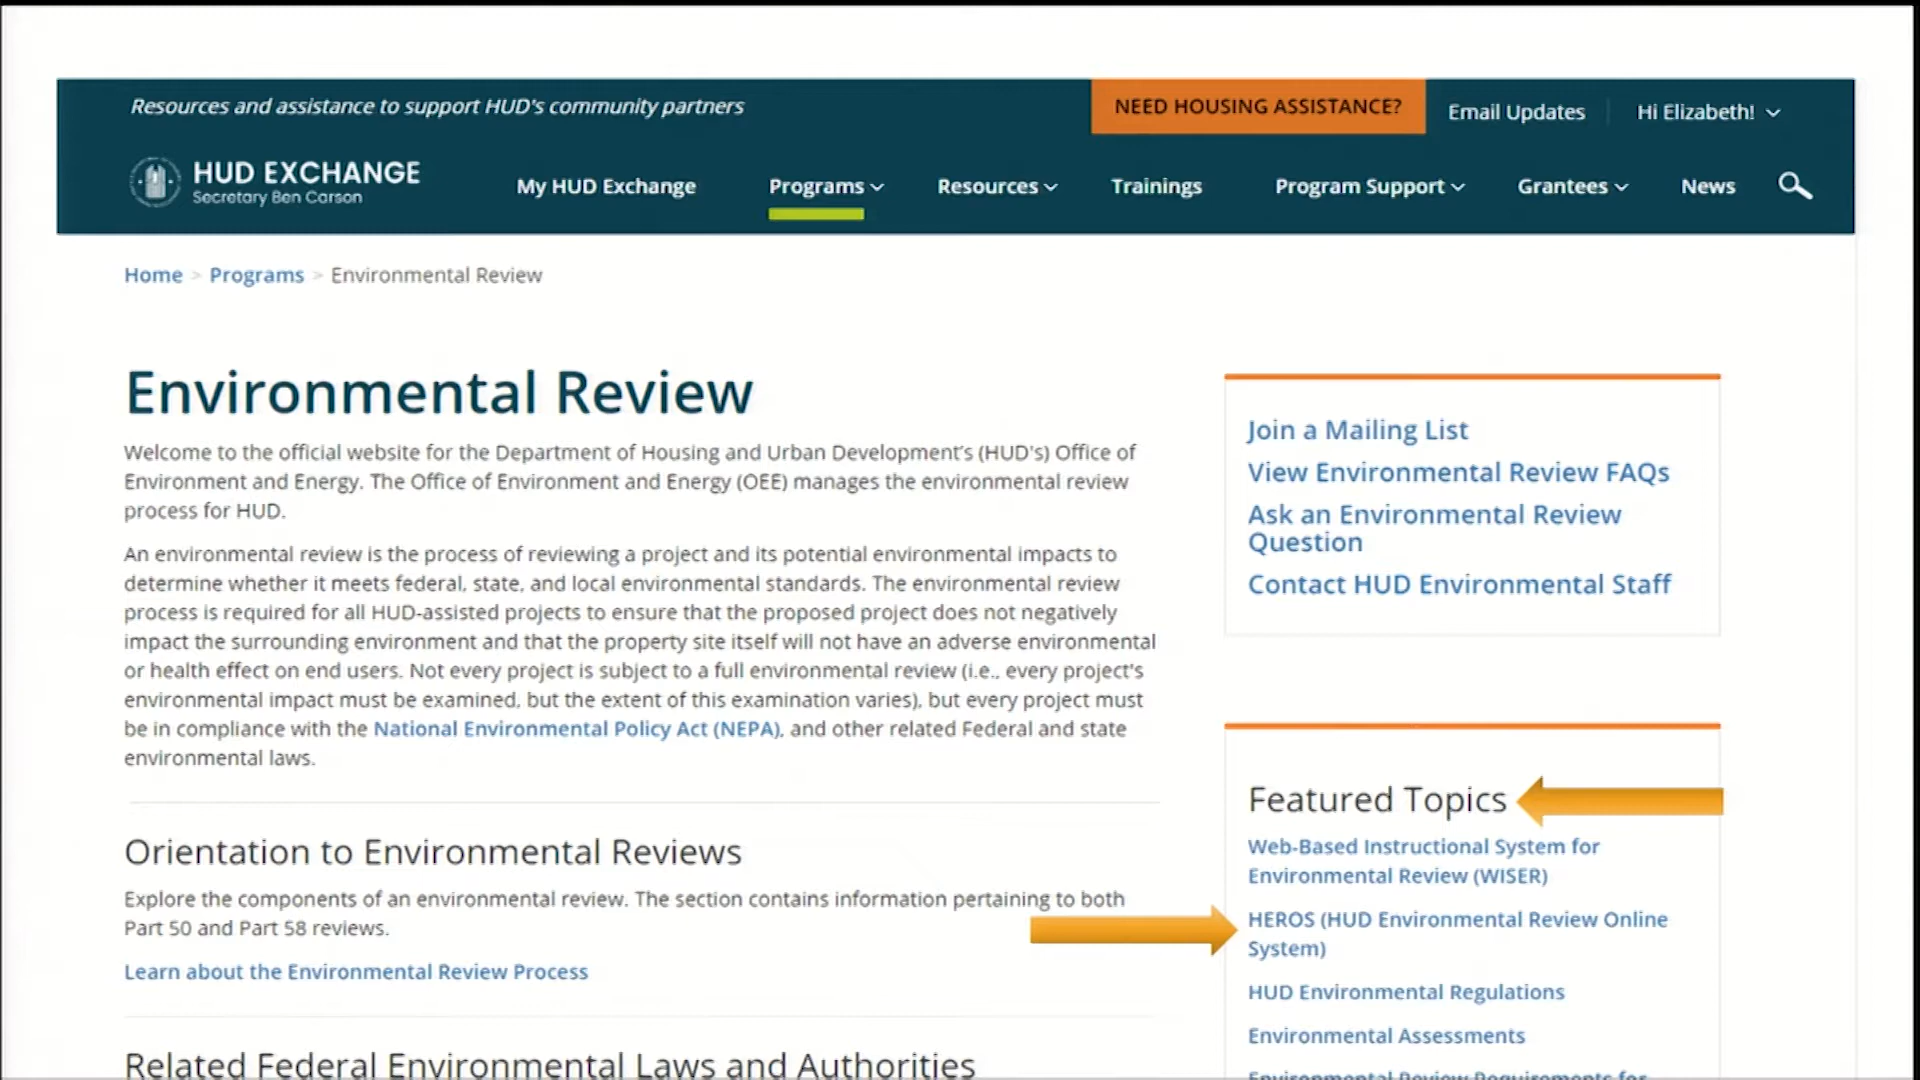 Resources and assistance to support HUD's community partners
NEED HOUSING ASSISTANCE?
Email Updates
Hi Elizabeth!
HUD EXCHANGE
Secretary Ben Carson
My HUD Exchange
Programs
Resources
Trainings
Program Support
Grantees
News
Home > Programs > Environmental Review
Environmental Review
Welcome to the official website for the Department of Housing and Urban Development's (HUD's) Office of
Environment and Energy. The Office of Environment and Energy (OEE) manages the environmental review
process for HUD.
An environmental review is the process of reviewing a project and its potential environmental impacts to
determine whether it meets federal, state, and local environmental standards. The environmental review
process is required for all HUD-assisted projects to ensure that the proposed project does not negatively
impact the surrounding environment and that the property site itself will not have an adverse environmental
or health effect on end users. Not every project is subject to a full environmental review (i.e., every project's
environmental impact must be examined, but the extent of this examination varies), but every project must
be in compliance with the National Environmental Policy Act (NEPA), and other related Federal and state
environmental laws.
Orientation to Environmental Reviews
Explore the components of an environmental review. The section contains information pertaining to both
Part 50 and Part 58 reviews.
Learn about the Environmental Review Process
Related Federal Environmental Laws and Authorities
Join a Mailing List
View Environmental Review FAQs
Ask an Environmental Review
Question
Contact HUD Environmental Staff
Featured Topics
Web-Based Instructional System for
Environmental Review (WISER)
HEROS (HUD Environmental Review Online
System)
HUD Environmental Regulations
Environmental Assessments
Environmental Review Requirements for